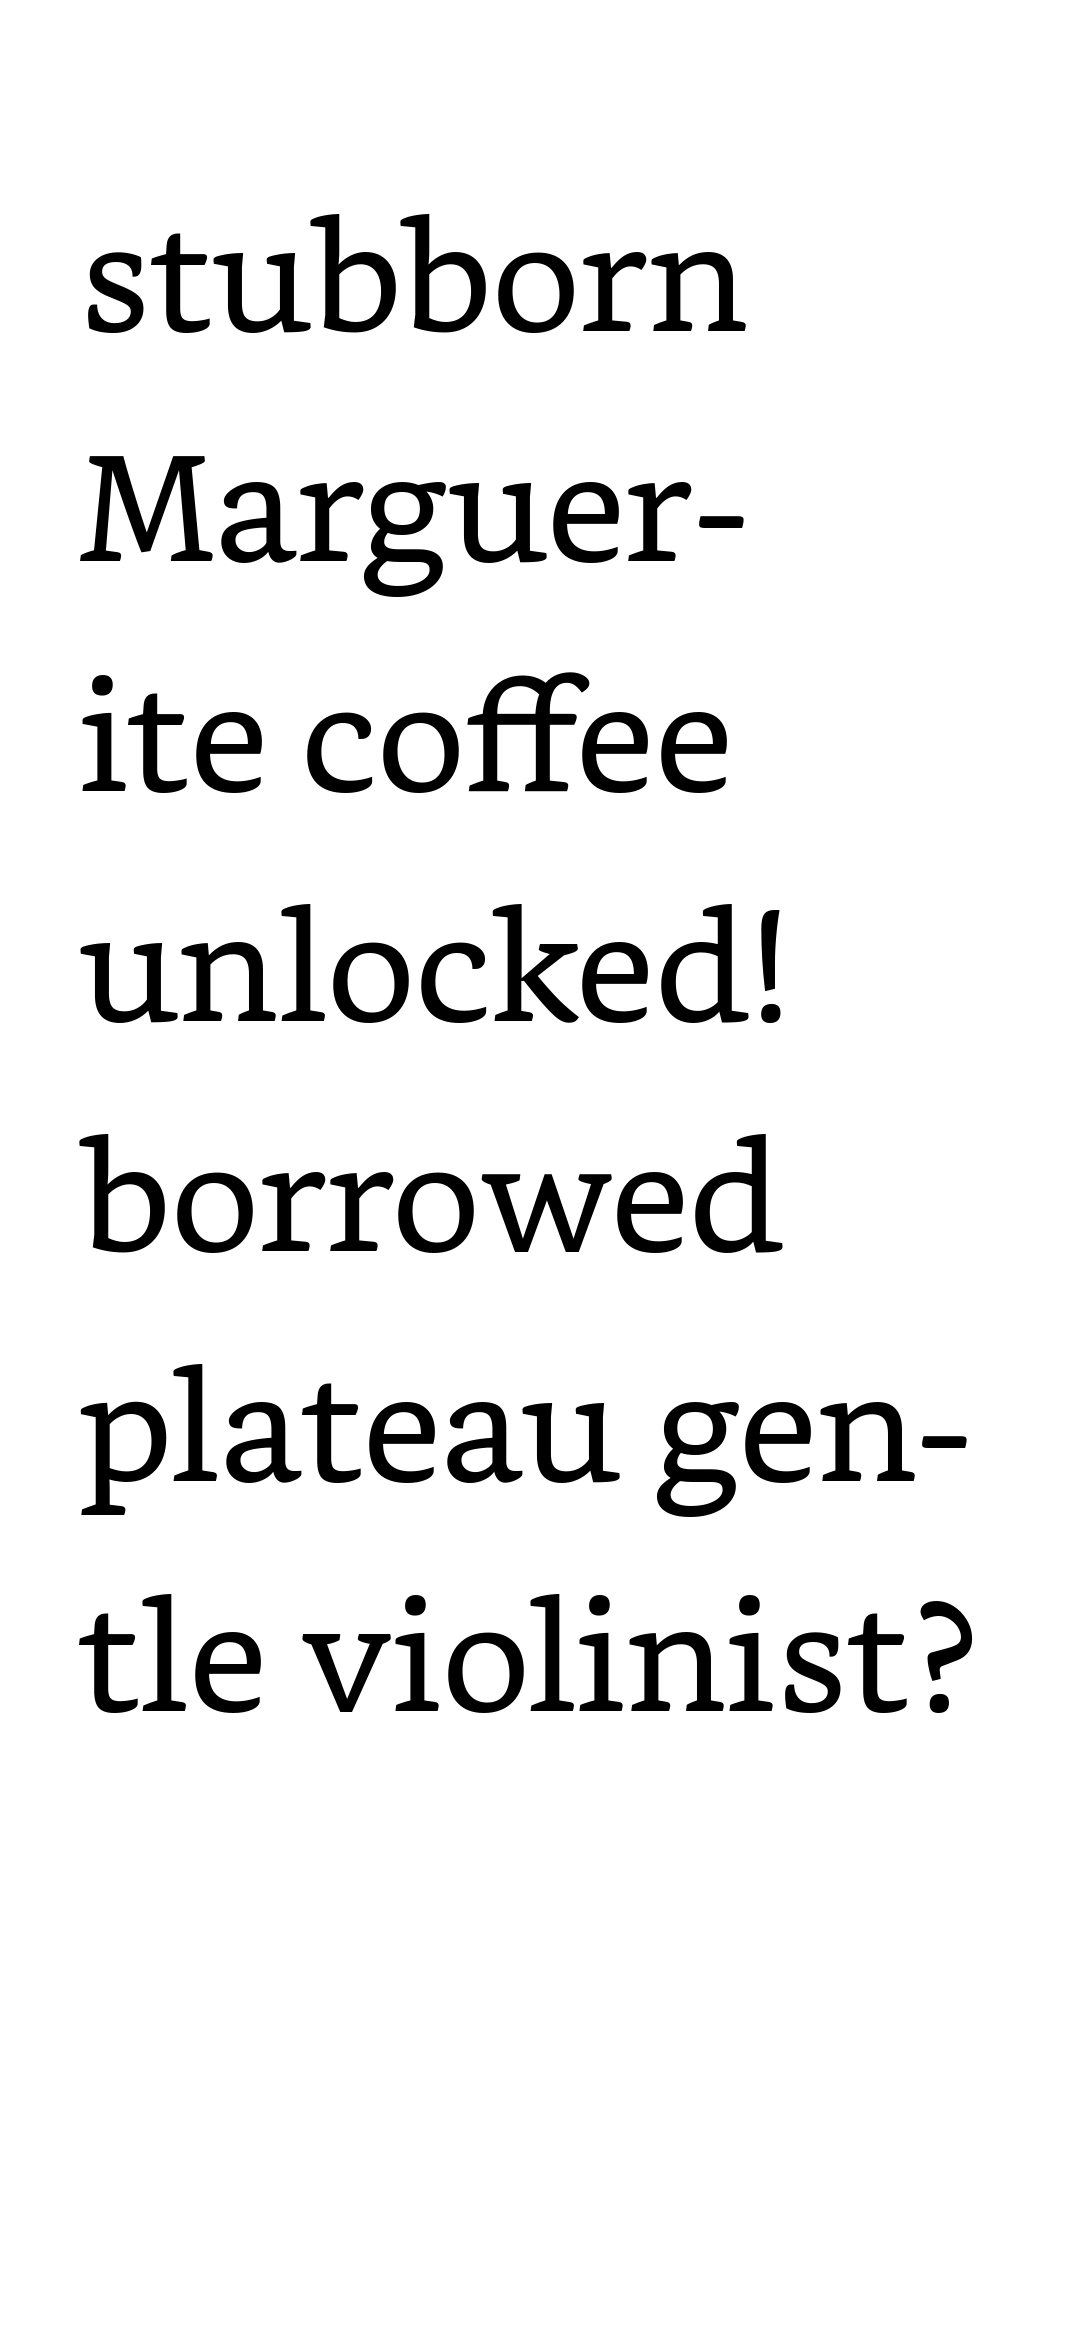 stubborn
Marguer-
ite coffee
unlocked!
borrowed
plateau gen-
tle violinist?